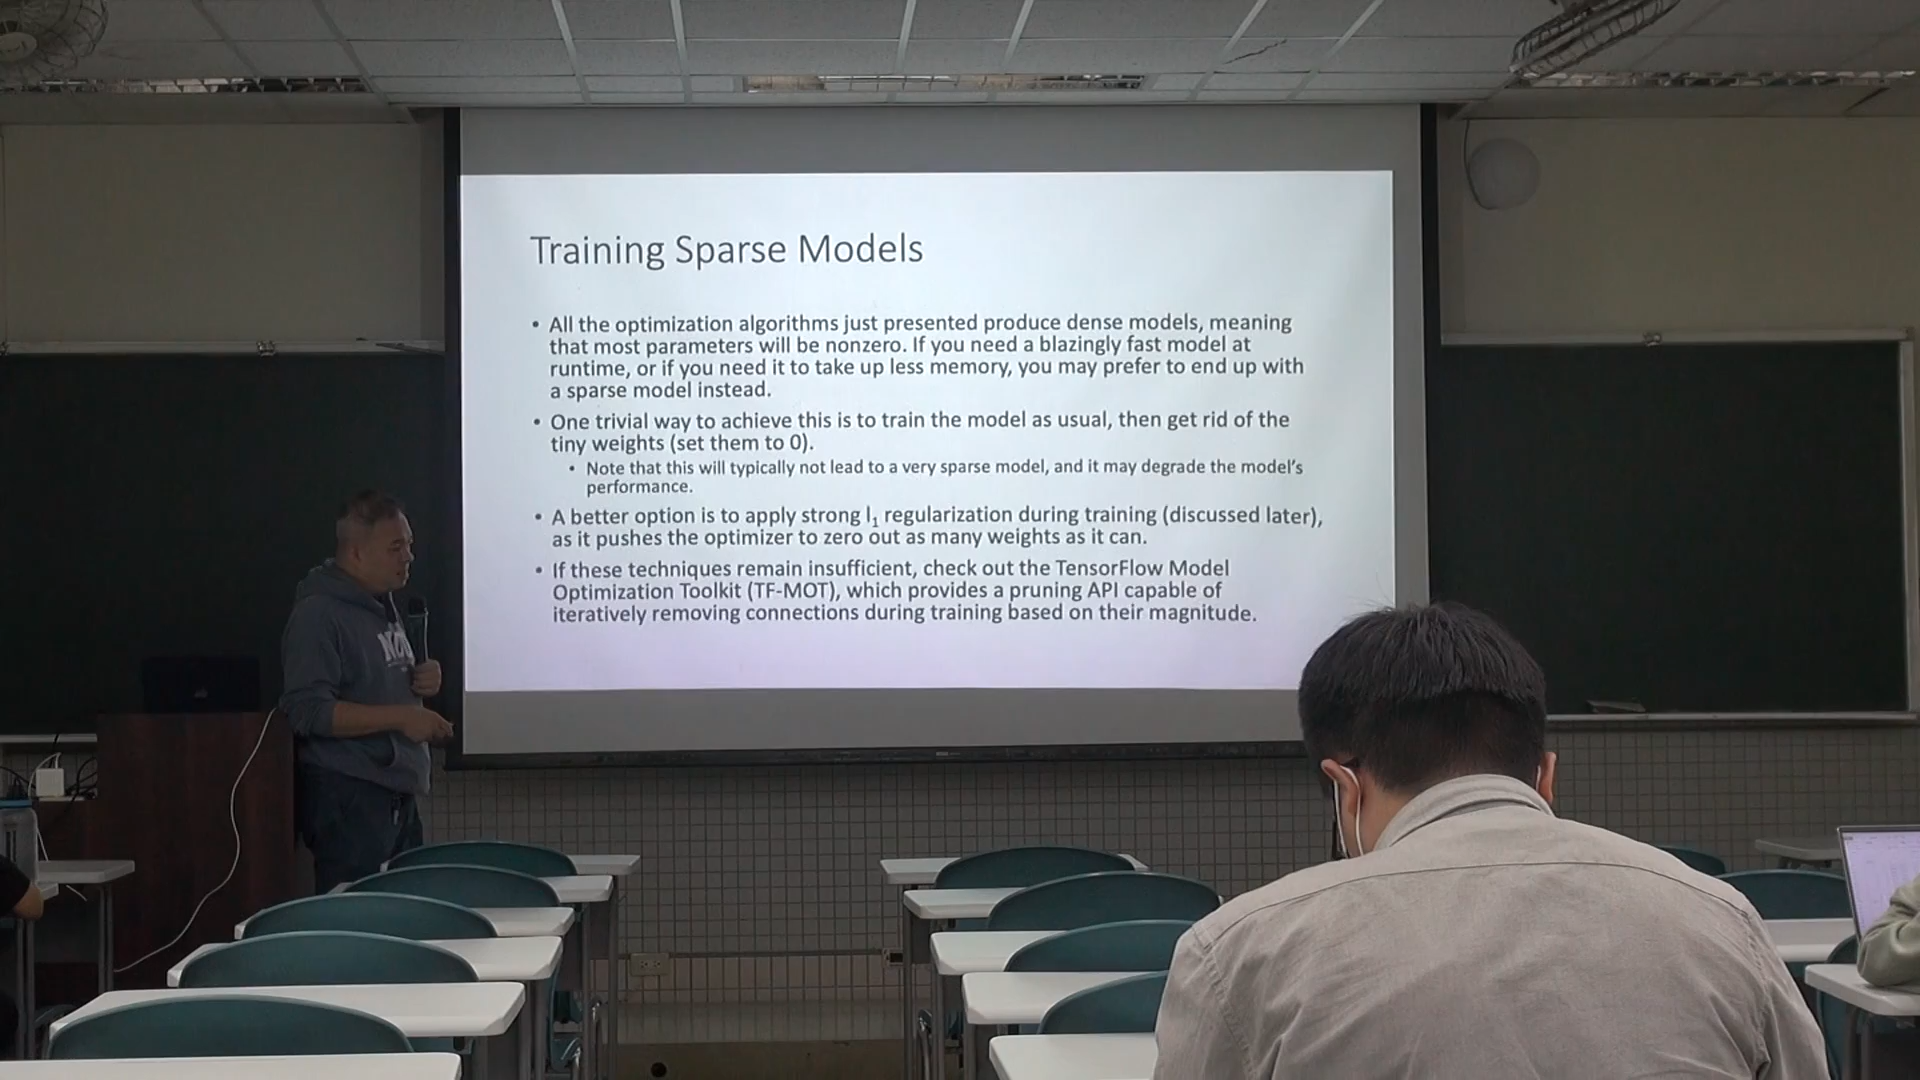 Training Sparse Models
• All the optimization algorithms just presented produce dense models, meaning
that most parameters will be nonzero. If you need a blazingly fast model at
runtime, or if you need it to take up less memory, you may prefer to end up with
a sparse model instead.
• One trivial way to achieve this is to train the model as usual, then get rid of the
tiny weights (set them to 0).
• Note that this will typically not lead to a very sparse model, and it may degrade the model's
performance.
• A better option is to apply strong l₁ regularization during training (discussed later),
as it pushes the optimizer to zero out as many weights as it can.
• If these techniques remain insufficient, check out the TensorFlow Model
Optimization Toolkit (TF-MOT), which provides a pruning API capable of
iteratively removing connections during training based on their magnitude.